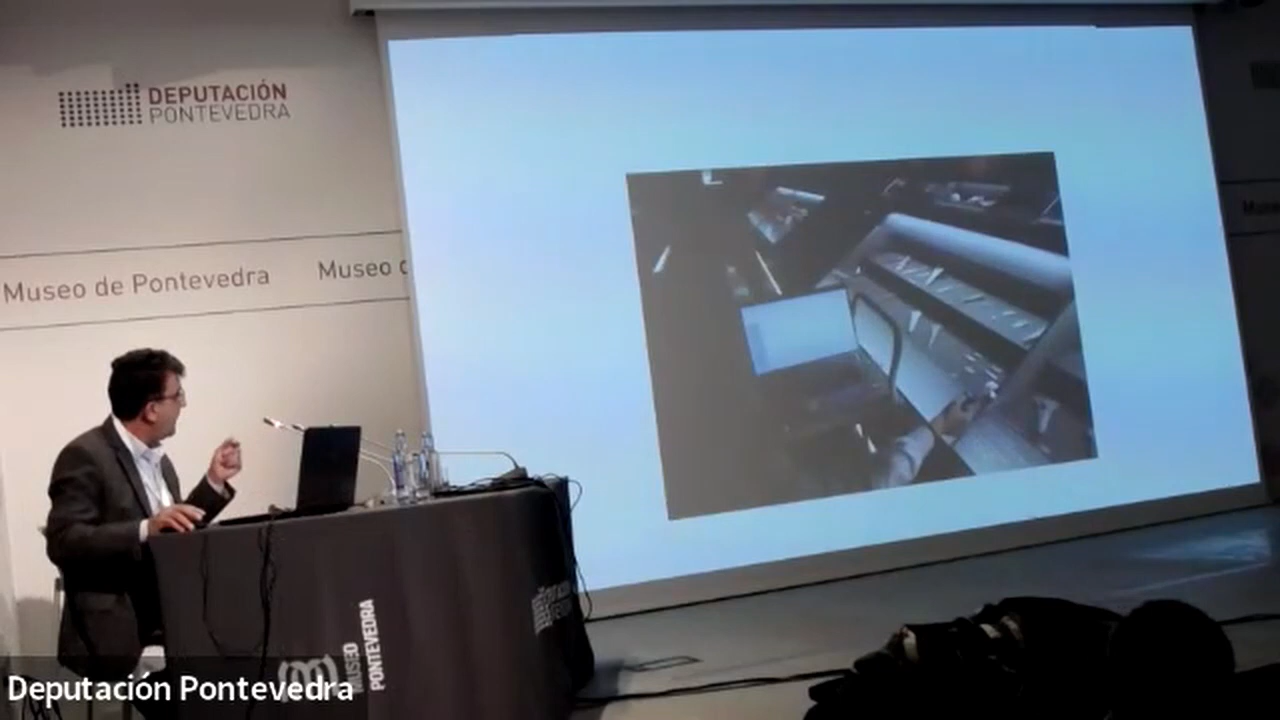 DEPUTACIÓN
PONTEVEDRA
Museo de Pontevedra
Museo
MUSEO
PONTEVEDRA
Deputación Pontevedra